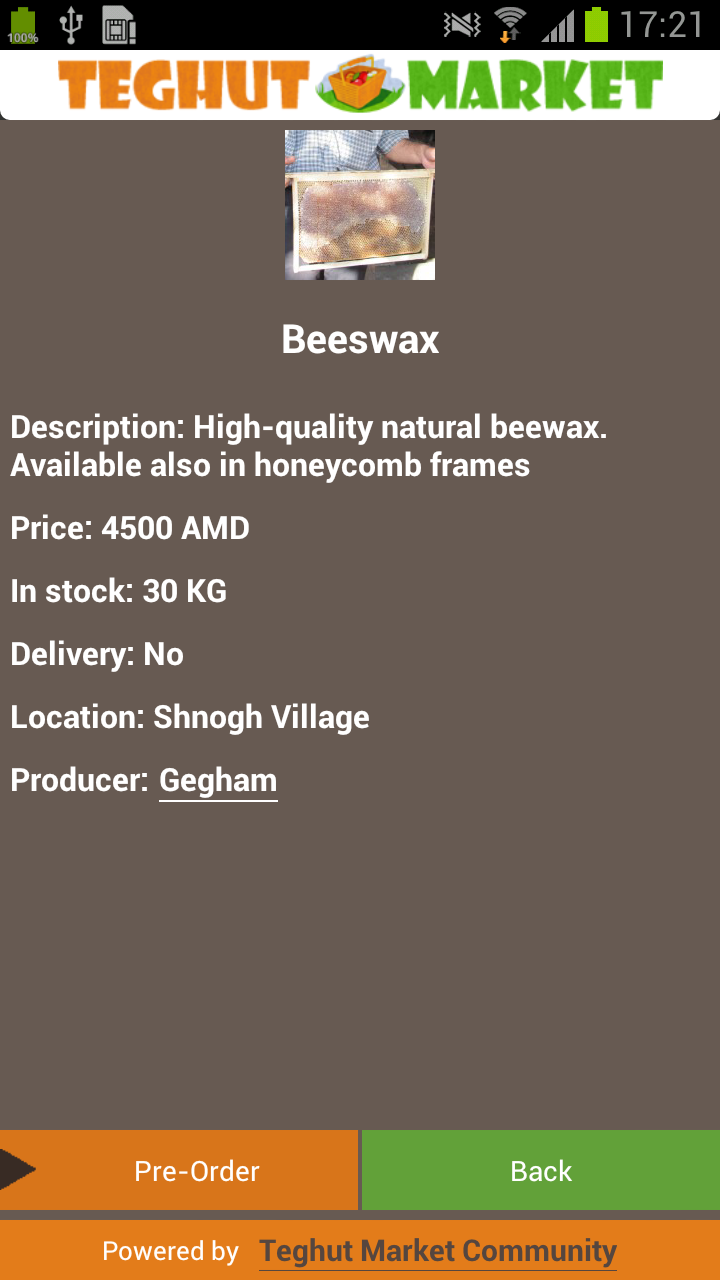 100% 17:21
TEGHUT MARKET
Beeswax
Description: High-quality natural beewax.
Available also in honeycomb frames
Price: 4500 AMD
In stock: 30 KG
Delivery: No
Location: Shnogh Village
Producer: Gegham
Pre-Order Back
Powered by Teghut Market Community